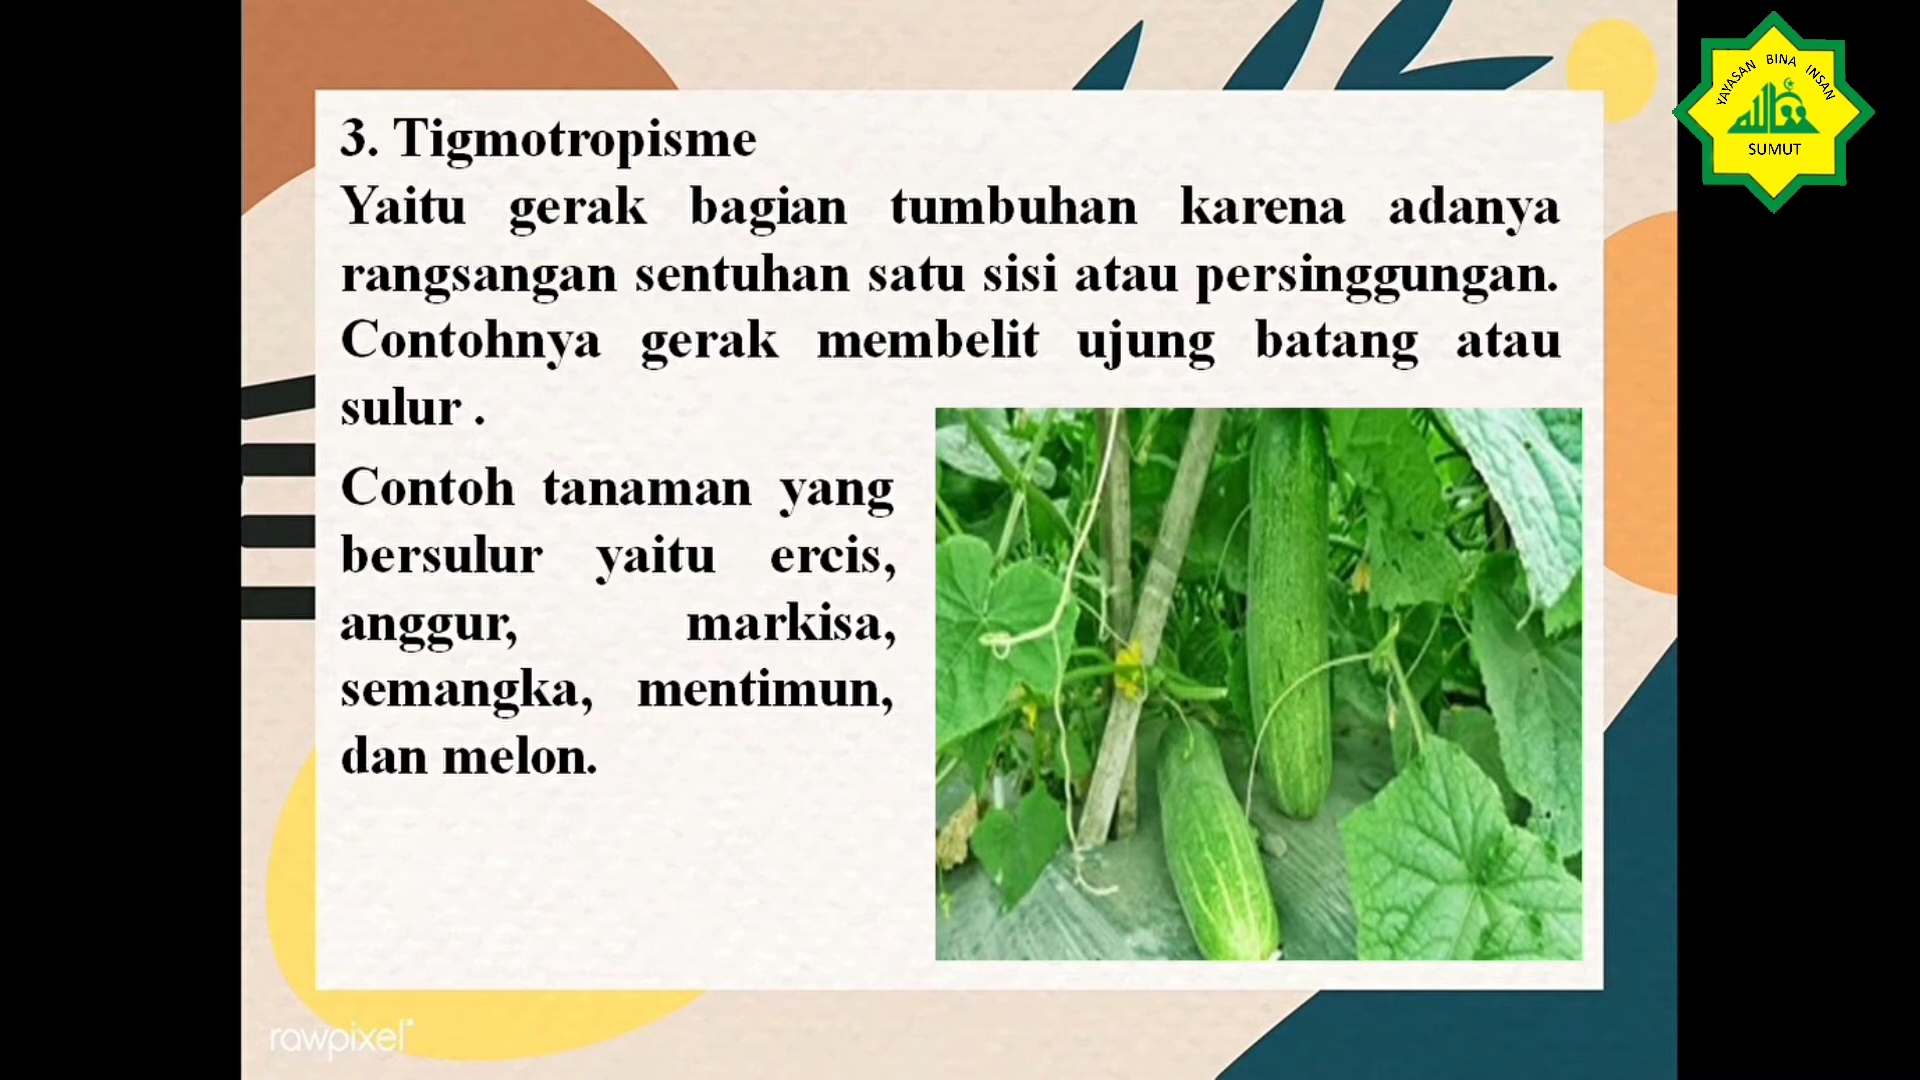 3. Tigmotropisme
Yaitu gerak bagian tumbuhan karena adanya
rangsangan sentuhan satu sisi atau persinggungan.
Contohnya gerak membelit ujung batang atau
sulur .
Contoh tanaman yang
bersulur yaitu ercis,
anggur, markisa,
semangka, mentimun,
dan melon.
YAYASAN BINA INSAN
SUMUT
rawpixel